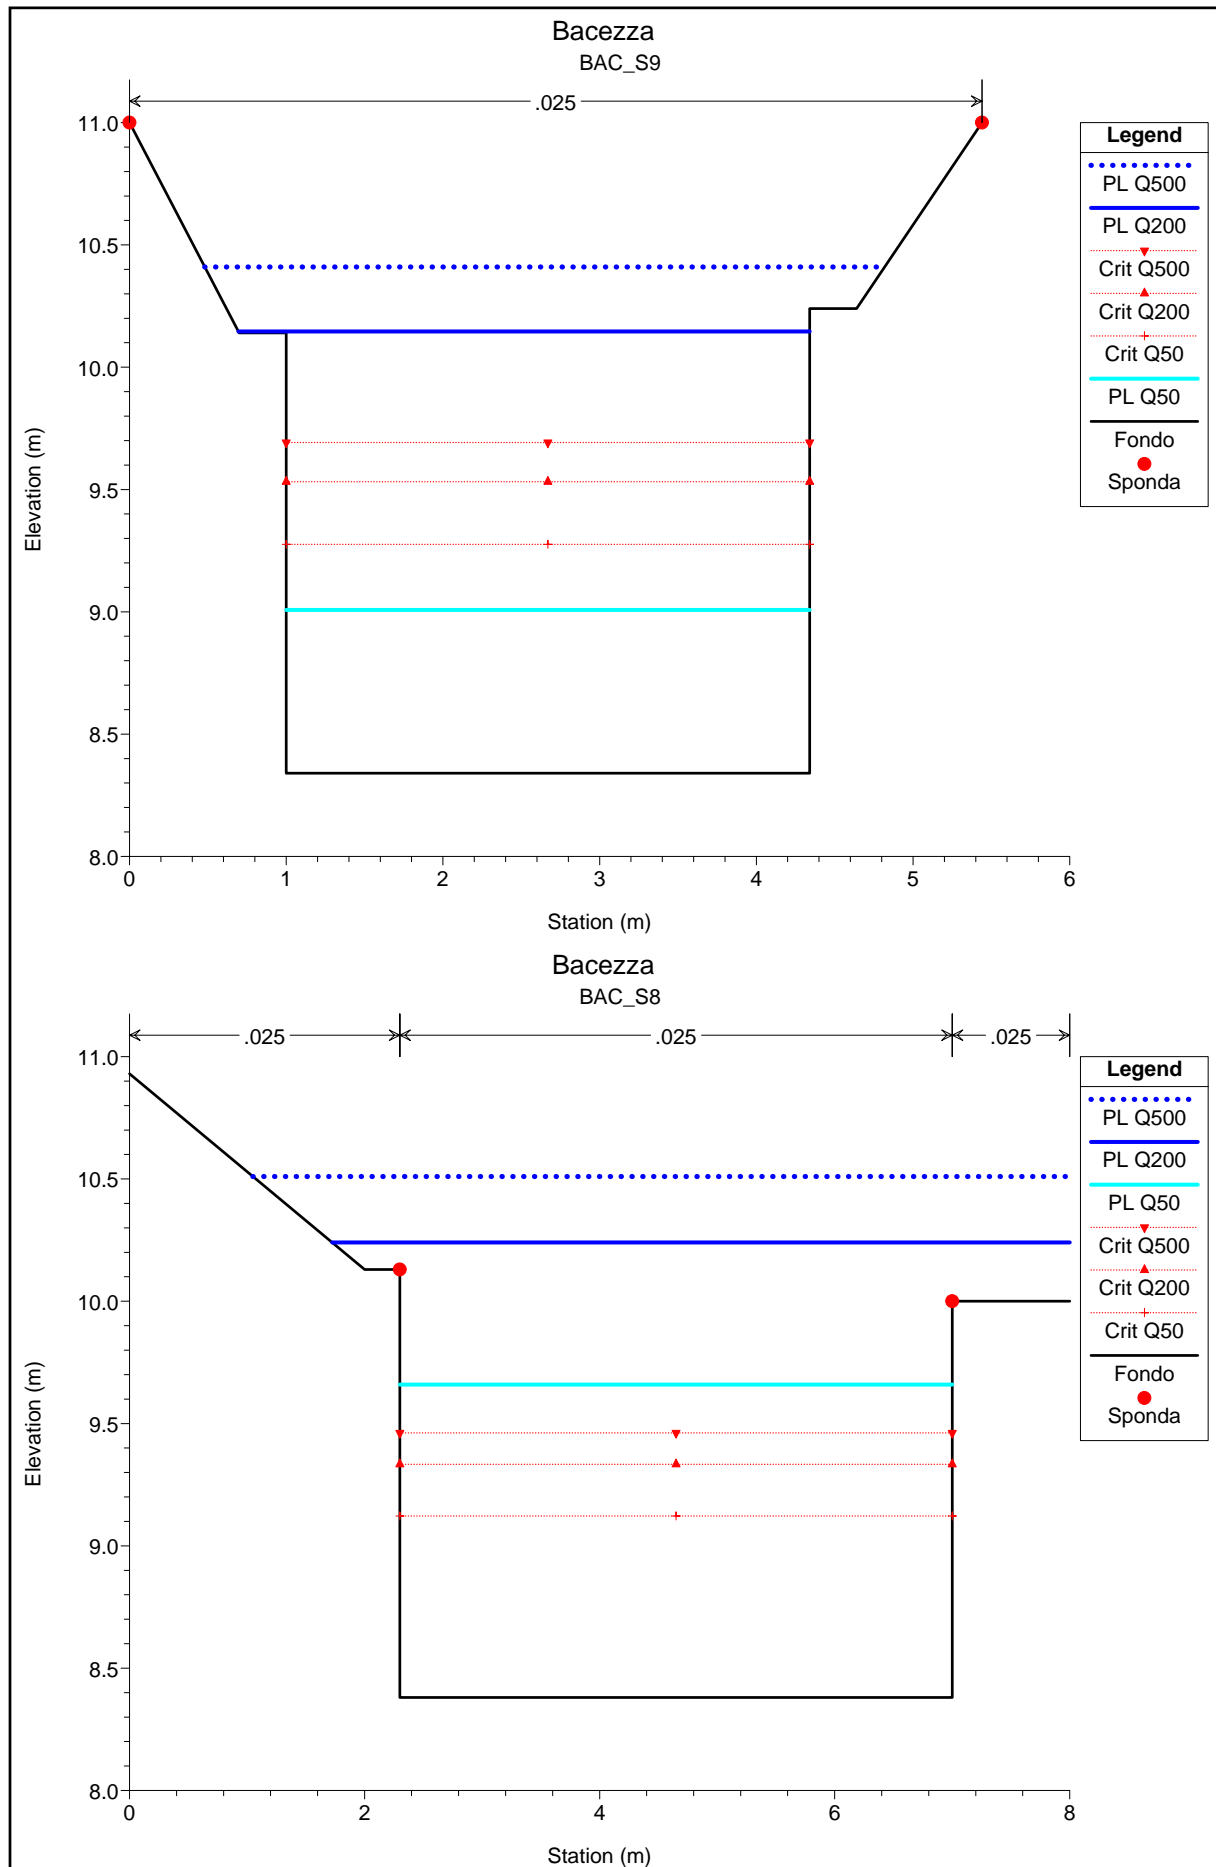 Bacezza
BAC_S9
.025
11.0
10.5
10.0
9.5
9.0
8.5
8.0
Elevation (m)
0 1 2 3 4 5 6
Station (m)
Legend
PL Q500
PL Q200
Crit Q500
Crit Q200
Crit Q50
PL Q50
Fondo
Sponda
Bacezza
BAC_S8
.025 .025 .025
11.0
10.5
10.0
9.5
9.0
8.5
8.0
Elevation (m)
0 2 4 6 8
Station (m)
Legend
PL Q500
PL Q200
PL Q50
Crit Q500
Crit Q200
Crit Q50
Fondo
Sponda